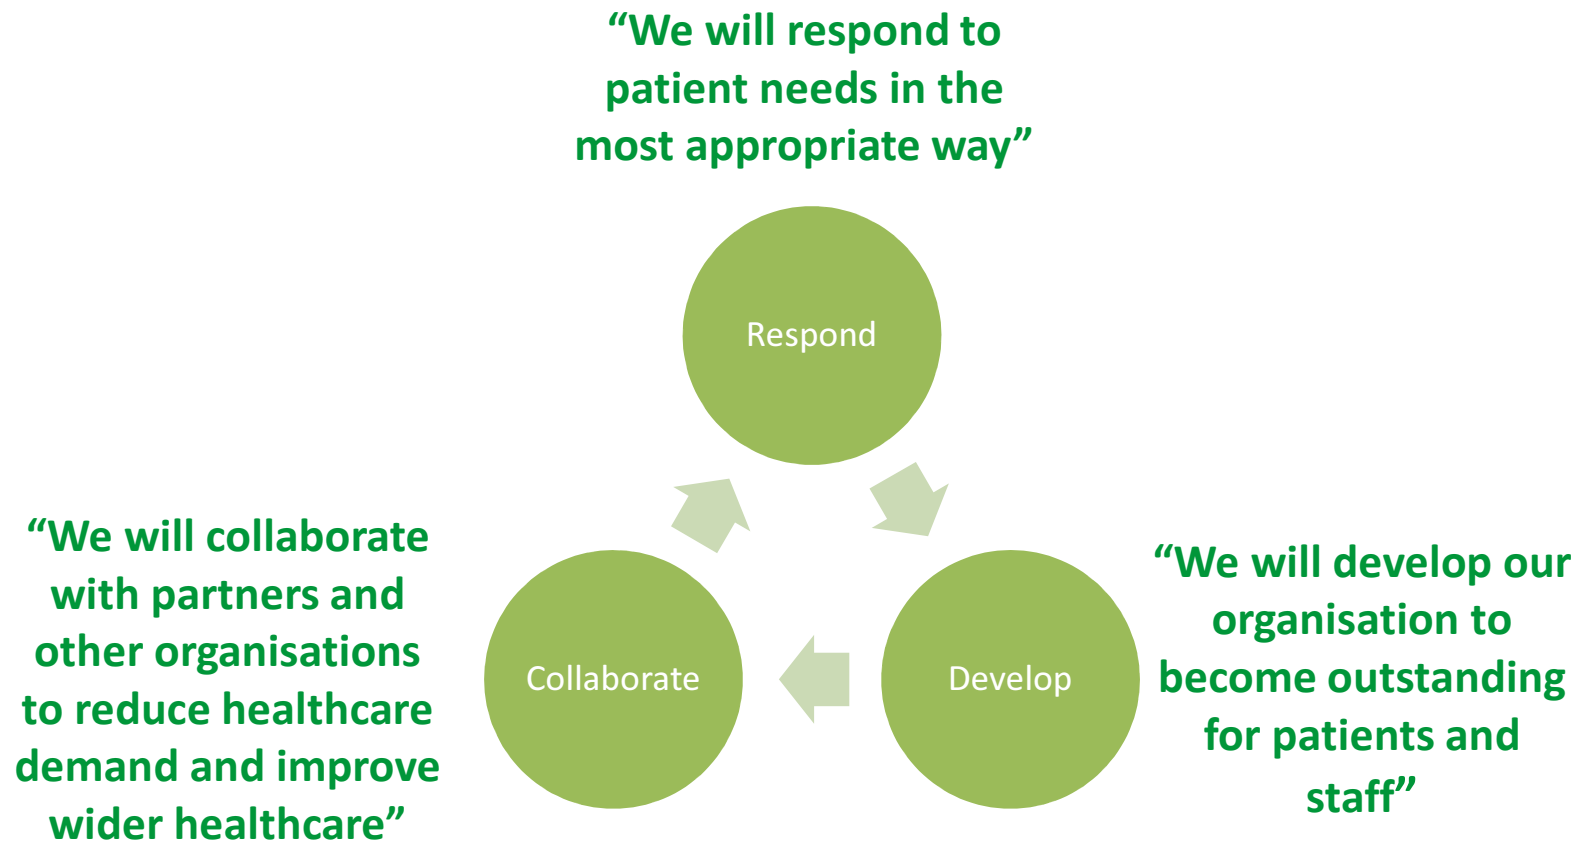 “We will respond to
patient needs in the
most appropriate way”
Respond
“We will collaborate
with partners and
other organisations
to reduce healthcare
demand and improve
wider healthcare”
Collaborate
Develop
“We will develop our
organisation to
become outstanding
for patients and
staff”